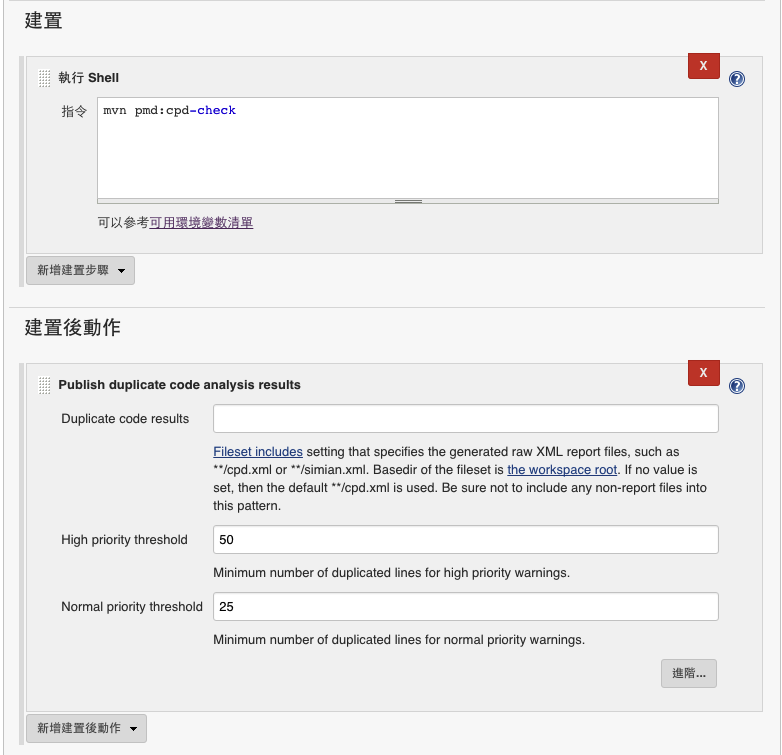 建置
X
執行 Shell
指令
mvn pmd:cpd-check
可以參考可用環境變數清單
新增建置步驟
建置後動作
X
Publish duplicate code analysis results
Duplicate code results
Fileset includes setting that specifies the generated raw XML report files, such as
**/cpd.xml or **/simian.xml. Basedir of the fileset is the workspace root. If no value is
set, then the default **/cpd.xml is used. Be sure not to include any non-report files into
this pattern.
High priority threshold 50
Minimum number of duplicated lines for high priority warnings.
Normal priority threshold 25
Minimum number of duplicated lines for normal priority warnings.
進階...
新增建置後動作